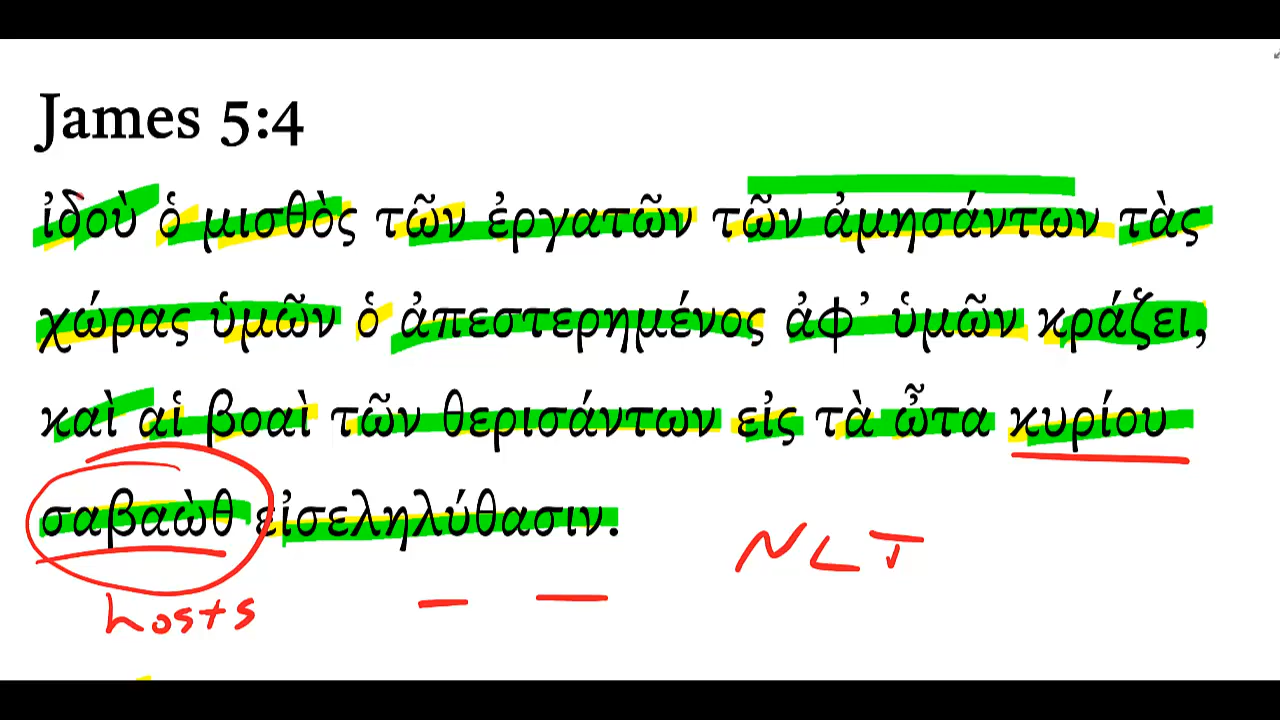 James 5:4
ἰδοὺ ὁ μισθὸς τῶν ἐργατῶν τῶν ἀμησάντων τὰς
χώρας ὑμῶν ὁ ἀπεστερημένος ἀφ’ ὑμῶν κράζει,
καὶ αἱ βοαὶ τῶν θερισάντων εἰς τὰ ὦτα κυρίου
σαβαὼθ εἰσεληλύθασιν.
NLT
hosts